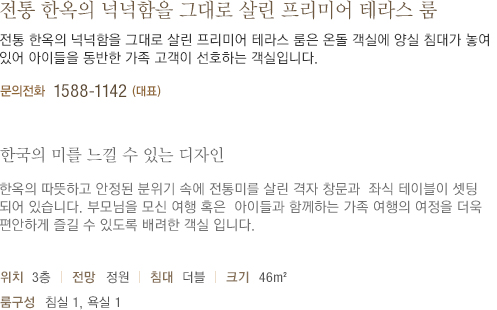 전통 한옥의 넉넉함을 그대로 살린 프리미어 테라스 룸
전통 한옥의 넉넉함을 그대로 살린 프리미어 테라스 룸은 온돌 객실에 양실 침대가 놓여
있어 아이들을 동반한 가족 고객이 선호하는 객실입니다.
문의전화 1588-1142 (대표)
한국의 미를 느낄 수 있는 디자인
한옥의 따뜻하고 안정된 분위기 속에 전통미를 살린 격자 창문과 좌식 테이블이 셋팅
되어 있습니다. 부모님을 모신 여행 혹은 아이들과 함께하는 가족 여행의 여정을 더욱
편안하게 즐길 수 있도록 배려한 객실 입니다.
위치 3층 | 전망 정원 | 침대 더블 | 크기 46m²
룸구성 침실 1, 욕실 1